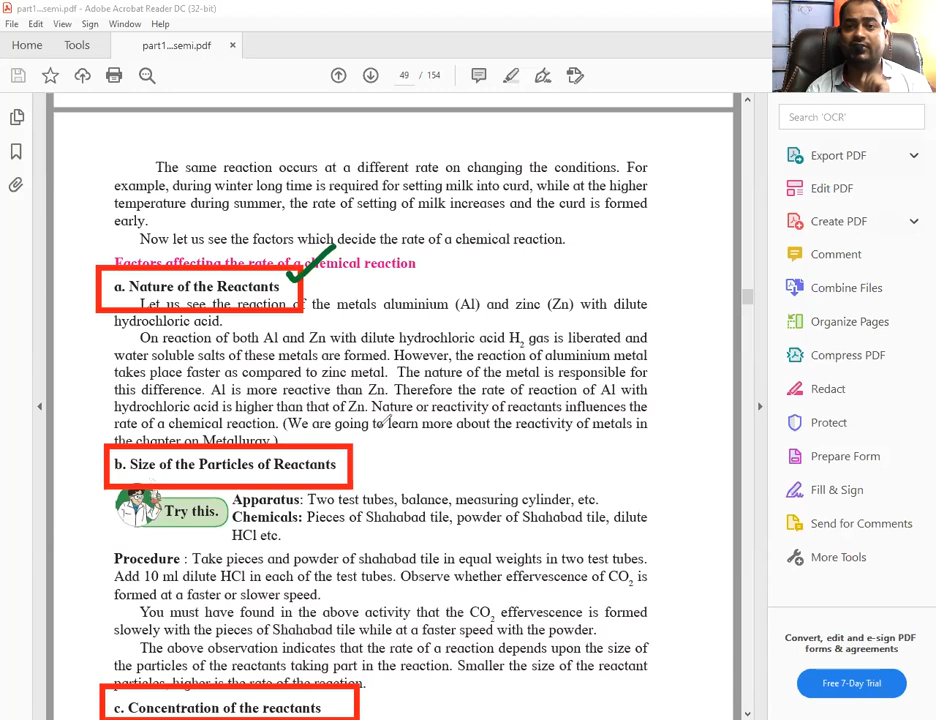 part1...semi.pdf - Adobe Acrobat Reader DC (32-bit)
File Edit View Sign Window Help
Home Tools part1...semi.pdf ×
49 / 154
The same reaction occurs at a different rate on changing the conditions. For
example, during winter long time is required for setting milk into curd, while at the higher
temperature during summer, the rate of setting of milk increases and the curd is formed
early.
Now let us see the factors which decide the rate of a chemical reaction.
Factors affecting the rate of a chemical reaction
a. Nature of the Reactants
Let us see the reaction of the metals aluminium (Al) and zinc (Zn) with dilute
hydrochloric acid.
On reaction of both Al and Zn with dilute hydrochloric acid H₂ gas is liberated and
water soluble salts of these metals are formed. However, the reaction of aluminium metal
takes place faster as compared to zinc metal. The nature of the metal is responsible for
this difference. Al is more reactive than Zn. Therefore the rate of reaction of Al with
hydrochloric acid is higher than that of Zn. Nature or reactivity of reactants influences the
rate of a chemical reaction. (We are going to learn more about the reactivity of metals in
the chapter on Metallurgy.)
b. Size of the Particles of Reactants
Try this.
Apparatus: Two test tubes, balance, measuring cylinder, etc.
Chemicals: Pieces of Shahabad tile, powder of Shahabad tile, dilute
HCl etc.
Procedure : Take pieces and powder of shahabad tile in equal weights in two test tubes.
Add 10 ml dilute HCl in each of the test tubes. Observe whether effervescence of CO₂ is
formed at a faster or slower speed.
You must have found in the above activity that the CO₂ effervescence is formed
slowely with the pieces of Shahabad tile while at a faster speed with the powder.
The above observation indicates that the rate of a reaction depends upon the size of
the particles of the reactants taking part in the reaction. Smaller the size of the reactant
particles, higher is the rate of the reaction.
c. Concentration of the reactants
Search 'OCR'
Export PDF
Edit PDF
Create PDF
Comment
Combine Files
Organize Pages
Compress PDF
Redact
Protect
Prepare Form
Fill & Sign
Send for Comments
More Tools
Convert, edit and e-sign PDF
forms & agreements
Free 7-Day Trial